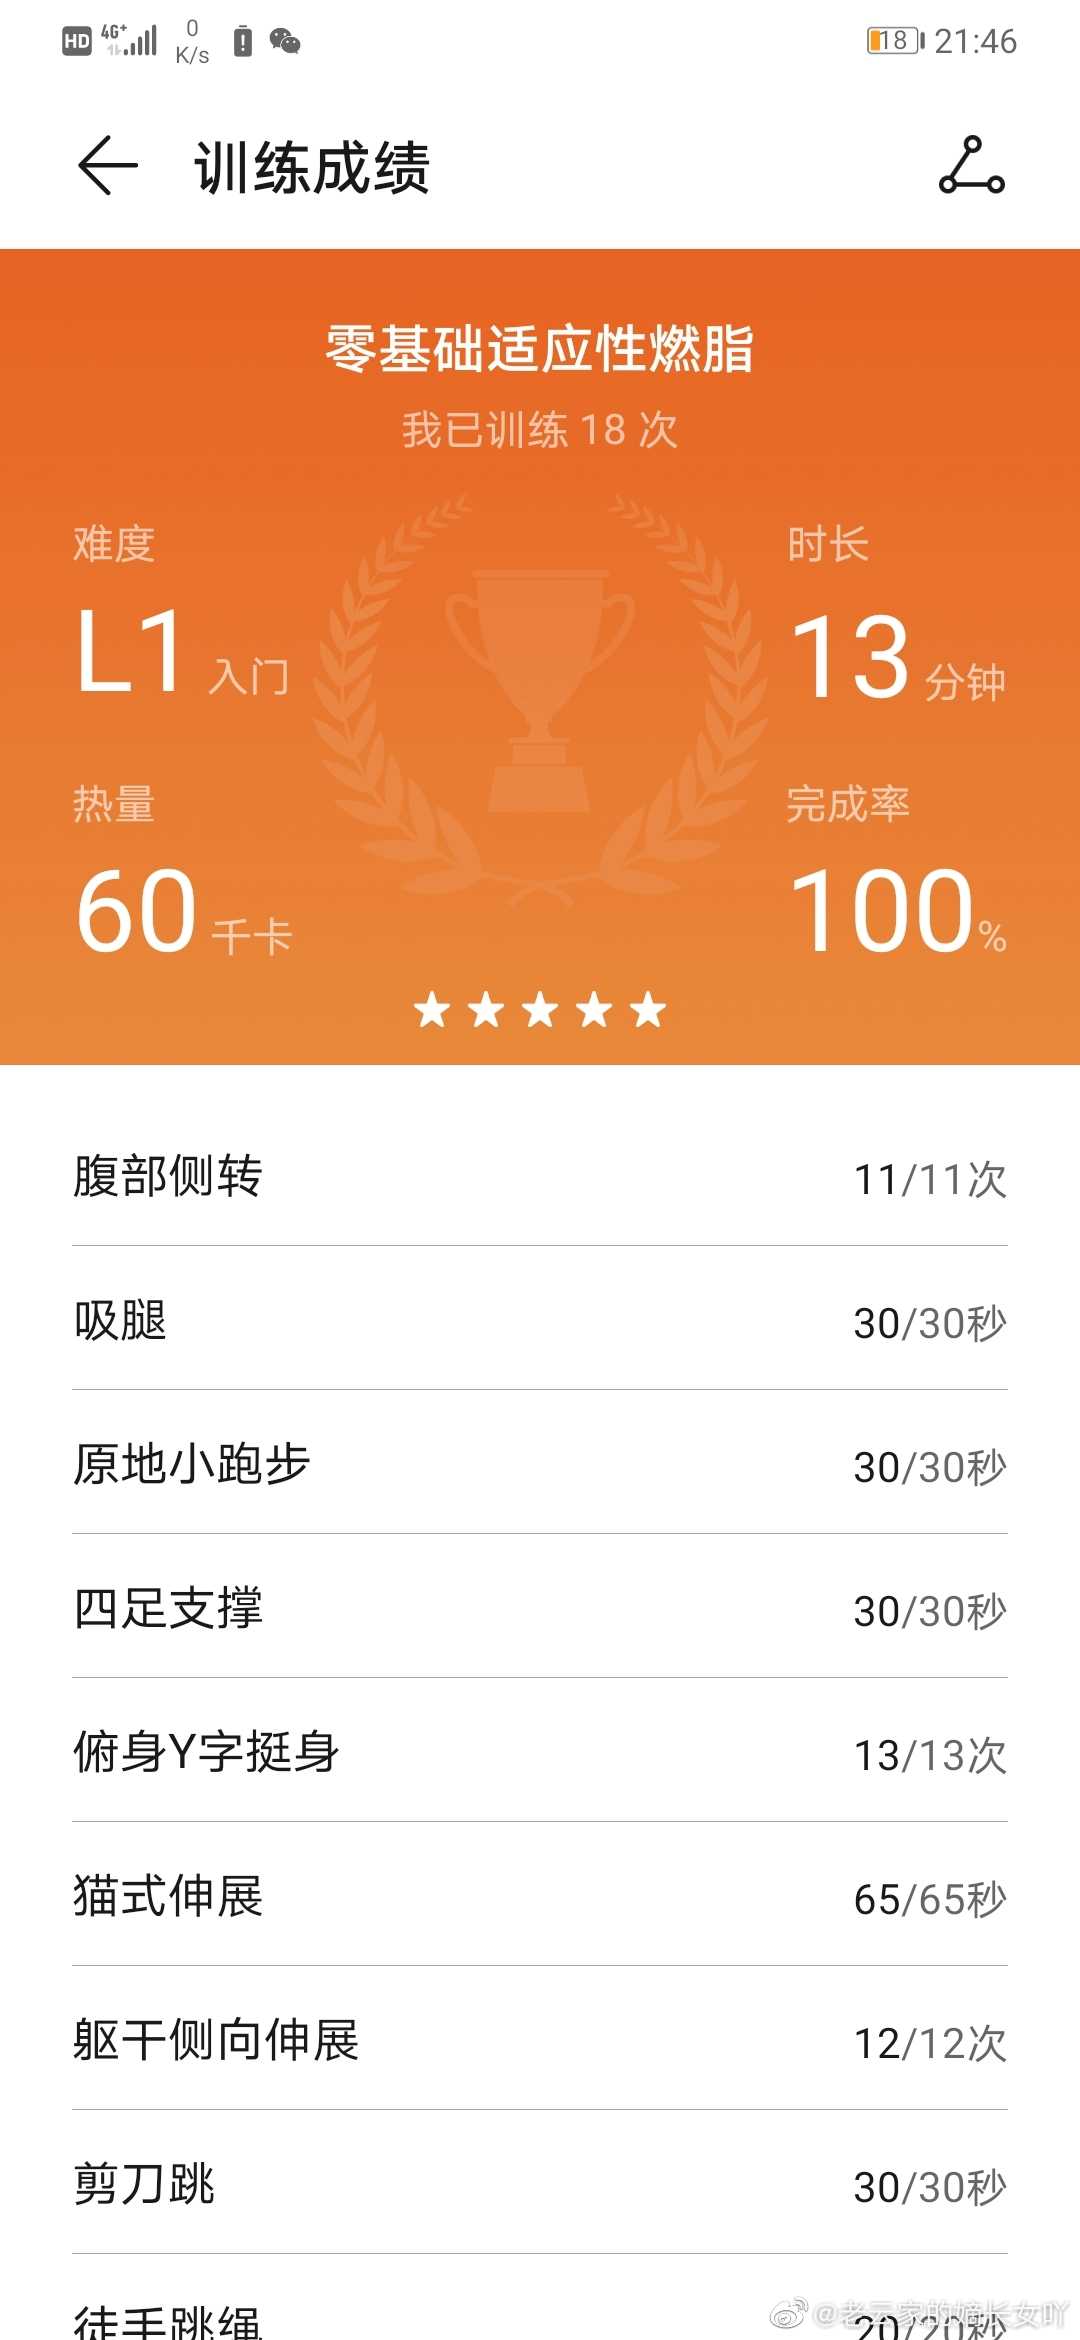 HD 4G+ 0 K/s 18 21:46
训练成绩
零基础适应性燃脂
我已训练 18 次
难度 时长
L1 入门 13 分钟
热量 完成率
60 千卡 100%
腹部侧转 11/11次
吸腿 30/30秒
原地小跑步 30/30秒
四足支撑 30/30秒
俯身Y字挺身 13/13次
猫式伸展 65/65秒
躯干侧向伸展 12/12次
剪刀跳 30/30秒
徒手跳绳 20/20秒
@老云家的嫡长女吖